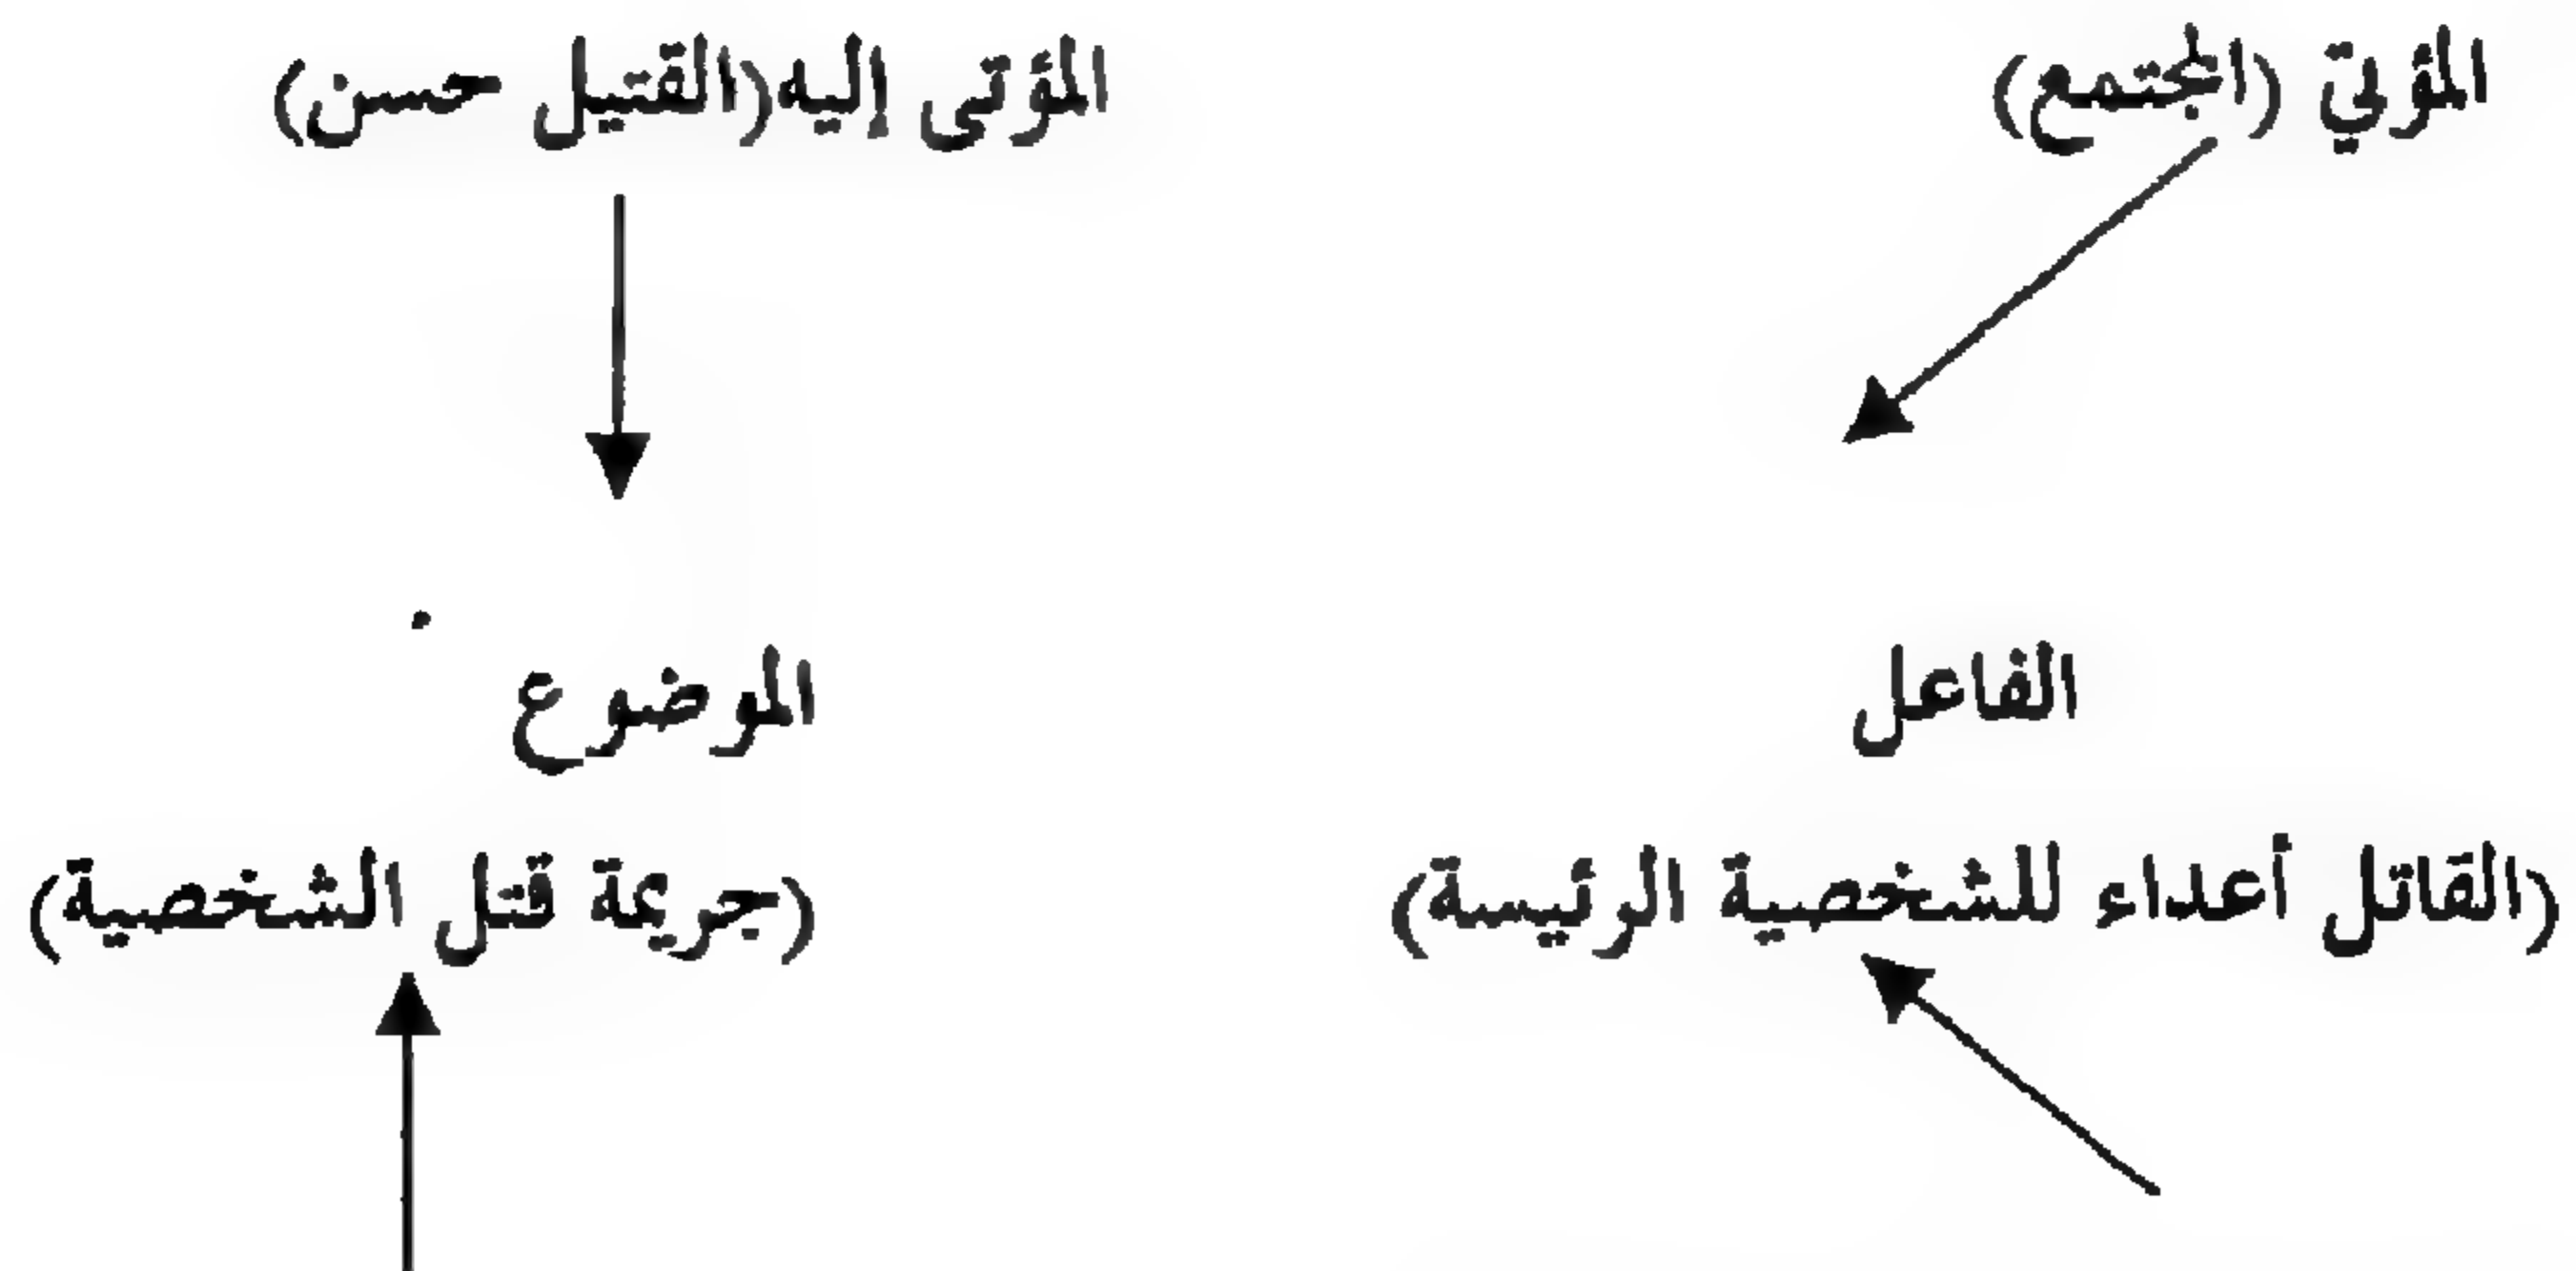 المؤتي (المجتمع)
المؤتى إليه(القتيل حسن)
الفاعل
الموضوع
(القاتل أعداء للشخصية الرئيسة)
(جريمة قتل الشخصية)